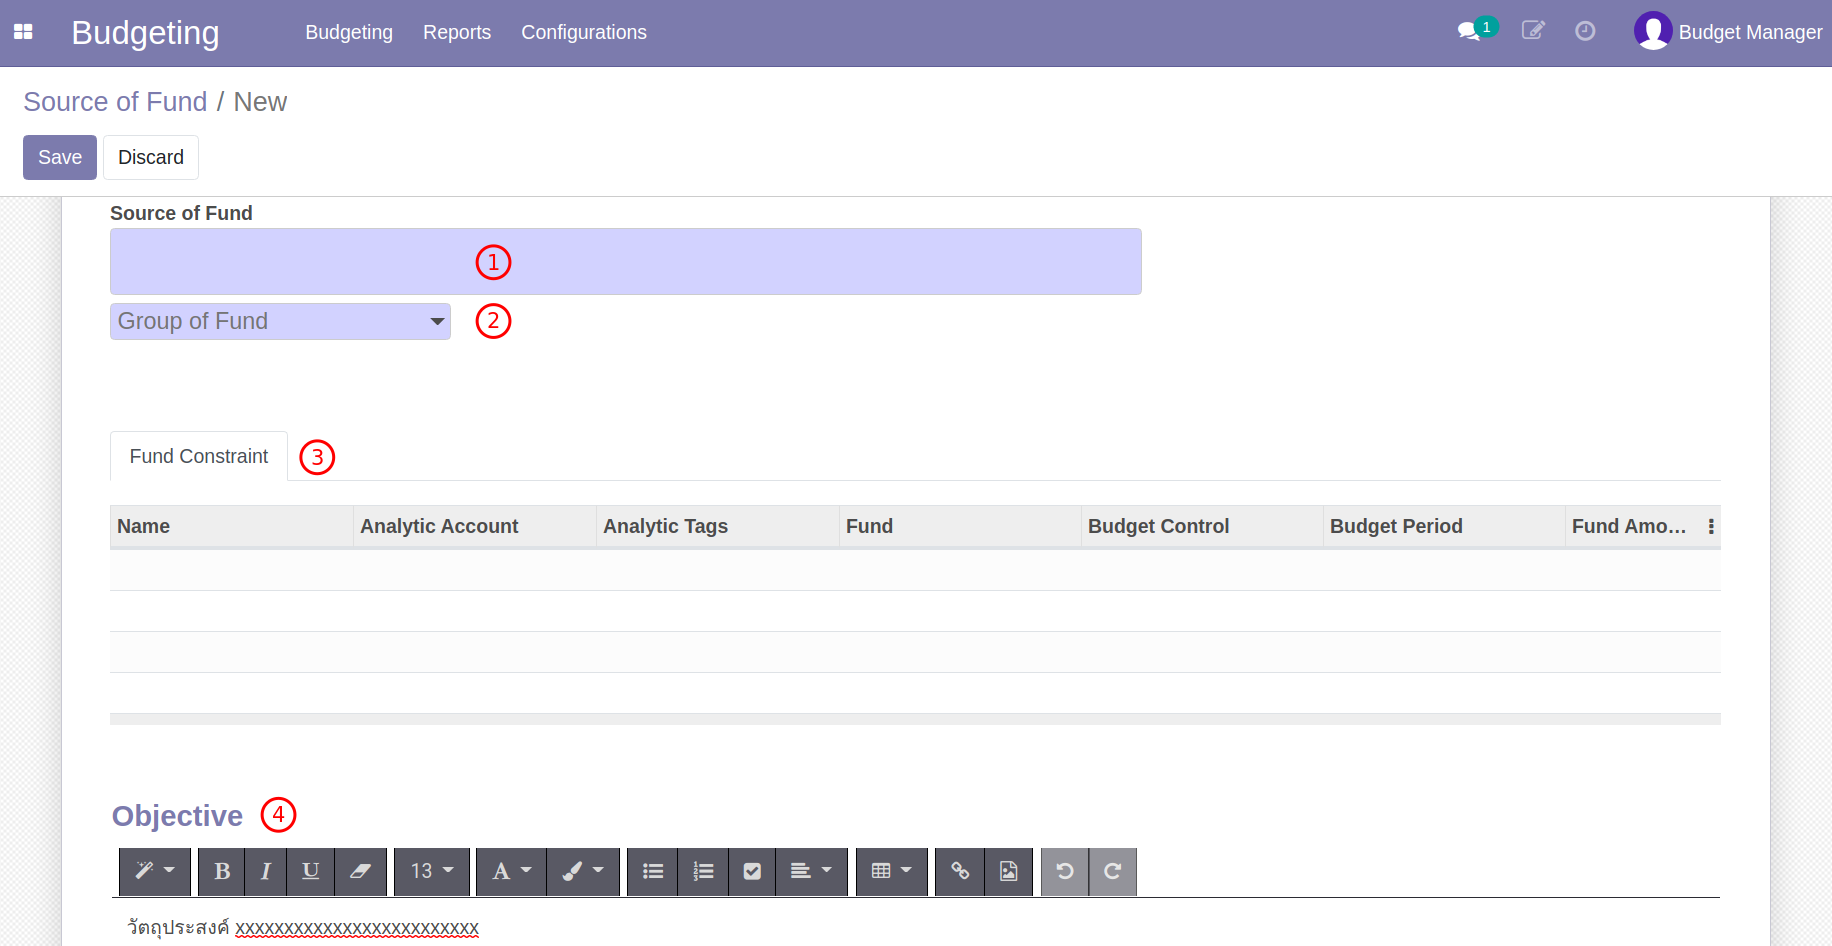 Budgeting Budgeting Reports Configurations 1 Budget Manager
Source of Fund / New
Save Discard
Source of Fund
1
Group of Fund 2
Fund Constraint 3
Name Analytic Account Analytic Tags Fund Budget Control Budget Period Fund Amo...
Objective 4
B I U 13 A
วัตถุประสงค์ xxxxxxxxxxxxxxxxxxxxxxxxx